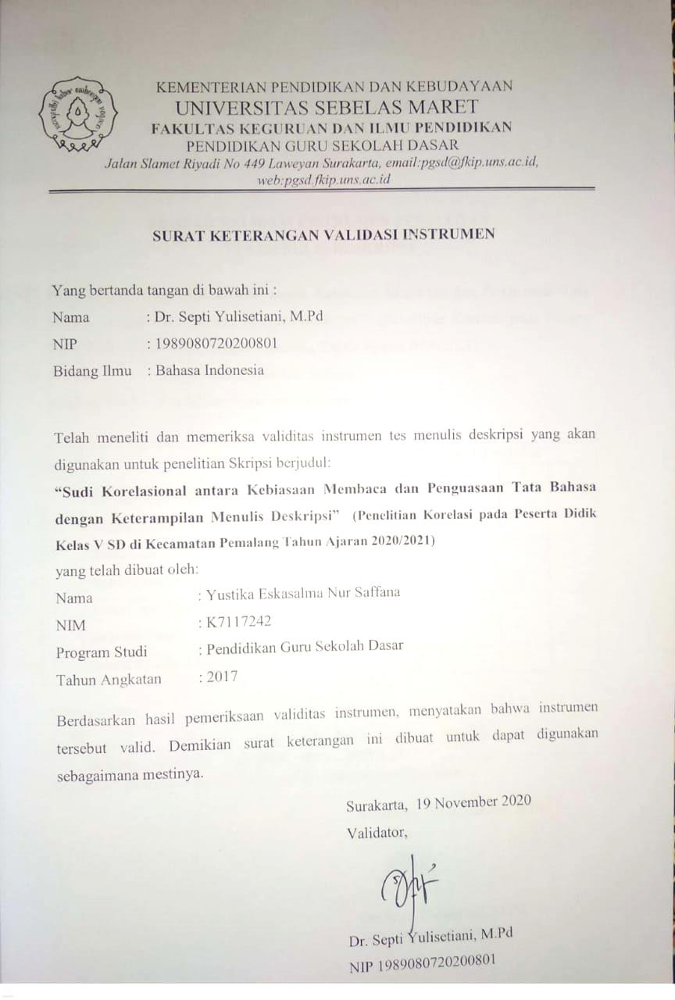 KEMENTERIAN PENDIDIKAN DAN KEBUDAYAAN
UNIVERSITAS SEBELAS MARET
FAKULTAS KEGURUAN DAN ILMU PENDIDIKAN
PENDIDIKAN GURU SEKOLAH DASAR
Jalan Slamet Riyadi No 449 Laweyan Surakarta, email:pgsd@fkip.uns.ac.id,
web:pgsd.fkip.uns.ac.id
SURAT KETERANGAN VALIDASI INSTRUMEN
Yang bertanda tangan di bawah ini :
Nama : Dr. Septi Yulisetiani, M.Pd
NIP : 1989080720200801
Bidang Ilmu : Bahasa Indonesia
Telah meneliti dan memeriksa validitas instrumen tes menulis deskripsi yang akan
digunakan untuk penelitian Skripsi berjudul:
“Sudi Korelasional antara Kebiasaan Membaca dan Penguasaan Tata Bahasa
dengan Keterampilan Menulis Deskripsi” (Penelitian Korelasi pada Peserta Didik
Kelas V SD di Kecamatan Pemalang Tahun Ajaran 2020/2021)
yang telah dibuat oleh:
Nama : Yustika Eskasalma Nur Saffana
NIM : K7117242
Program Studi : Pendidikan Guru Sekolah Dasar
Tahun Angkatan : 2017
Berdasarkan hasil pemeriksaan validitas instrumen, menyatakan bahwa instrumen
tersebut valid. Demikian surat keterangan ini dibuat untuk dapat digunakan
sebagaimana mestinya.
Surakarta, 19 November 2020
Validator,
Dr. Septi Yulisetiani, M.Pd
NIP 1989080720200801